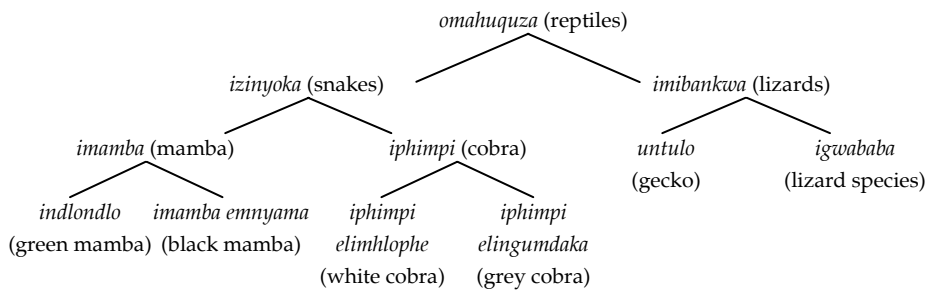 omahuquza (reptiles)
izinyoka (snakes) imibankwa (lizards)
imamba (mamba) iphimpi (cobra) untulo igwababa
(gecko) (lizard species)
indlondlo imamba emnyama iphimpi iphimpi
(green mamba) (black mamba) elimhlophe elingumdaka
(white cobra) (grey cobra)